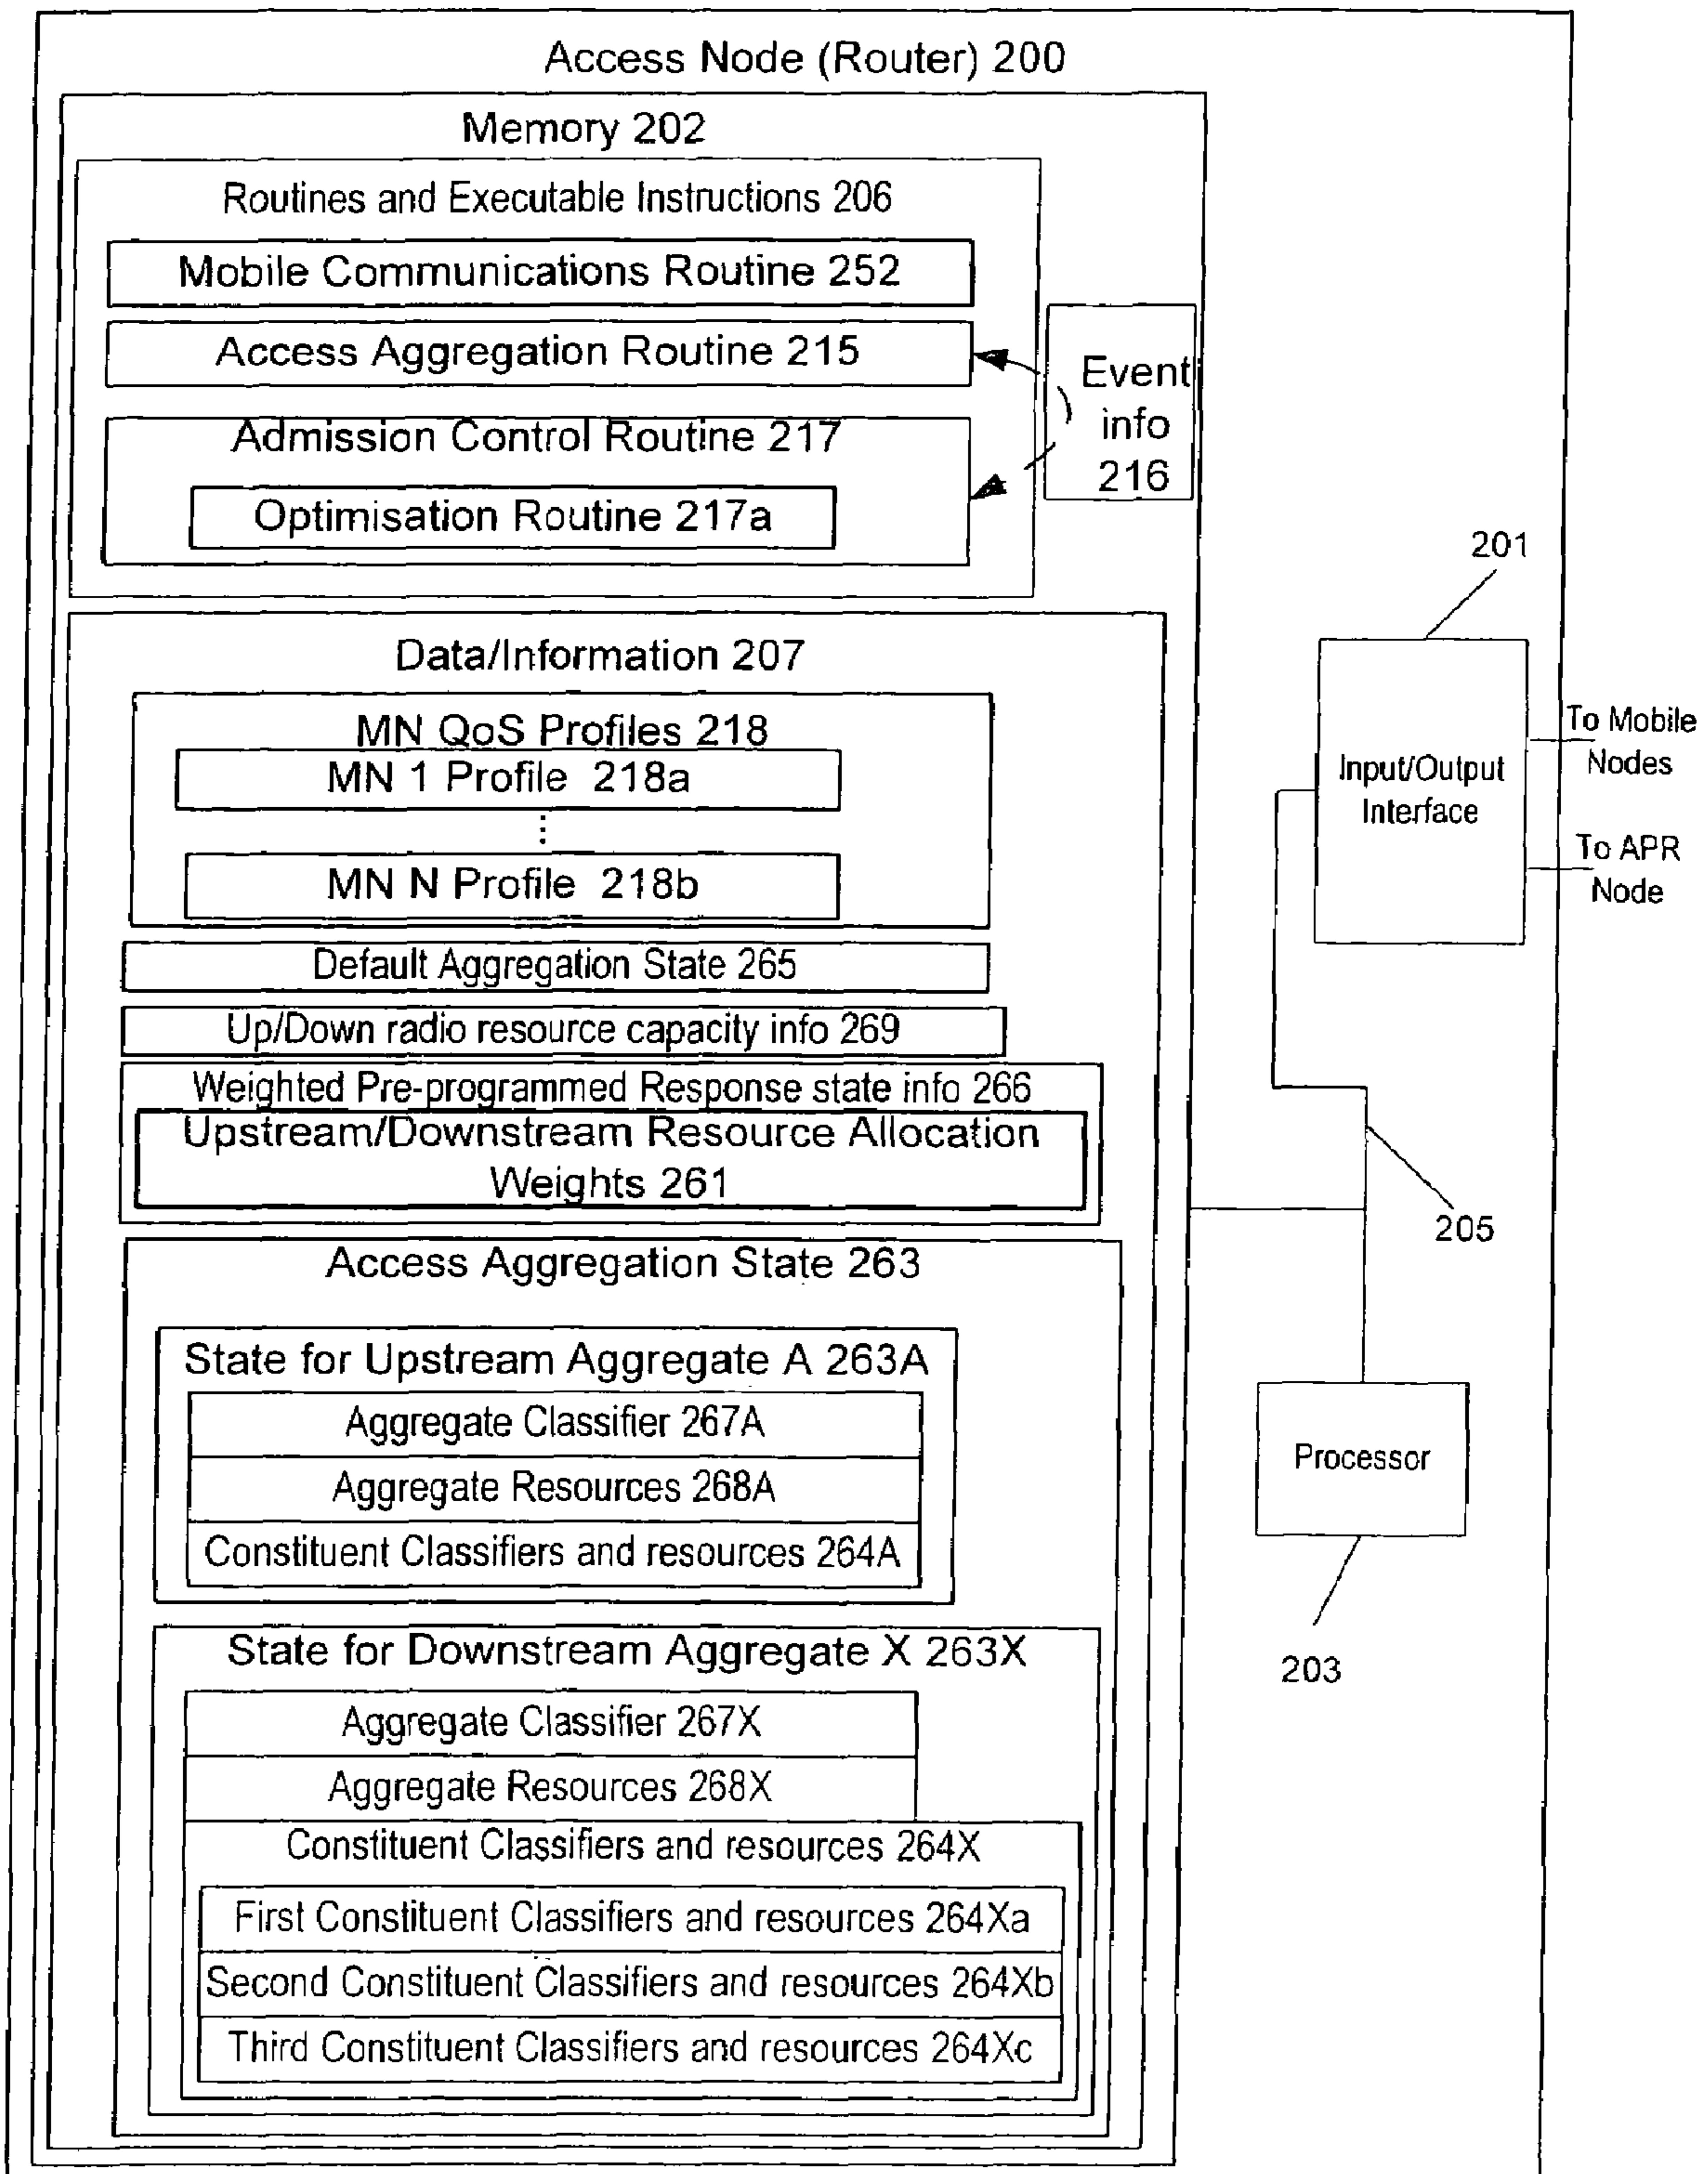 Access Node (Router) 200
Memory 202
Routines and Executable Instructions 206
Mobile Communications Routine 252
Access Aggregation Routine 215
Admission Control Routine 217
Optimisation Routine 217a
Event
info
216
Data/Information 207
MN QoS Profiles 218
MN 1 Profile 218a
MN N Profile 218b
Default Aggregation State 265
Up/Down radio resource capacity info 269
Weighted Pre-programmed Response state info 266
Upstream/Downstream Resource Allocation
Weights 261
Access Aggregation State 263
State for Upstream Aggregate A 263A
Aggregate Classifier 267A
Aggregate Resources 268A
Constituent Classifiers and resources 264A
State for Downstream Aggregate X 263X
Aggregate Classifier 267X
Aggregate Resources 268X
Constituent Classifiers and resources 264X
First Constituent Classifiers and resources 264Xa
Second Constituent Classifiers and resources 264Xb
Third Constituent Classifiers and resources 264Xc
201
Input/Output
Interface
To Mobile
Nodes
To APR
Node
205
Processor
203